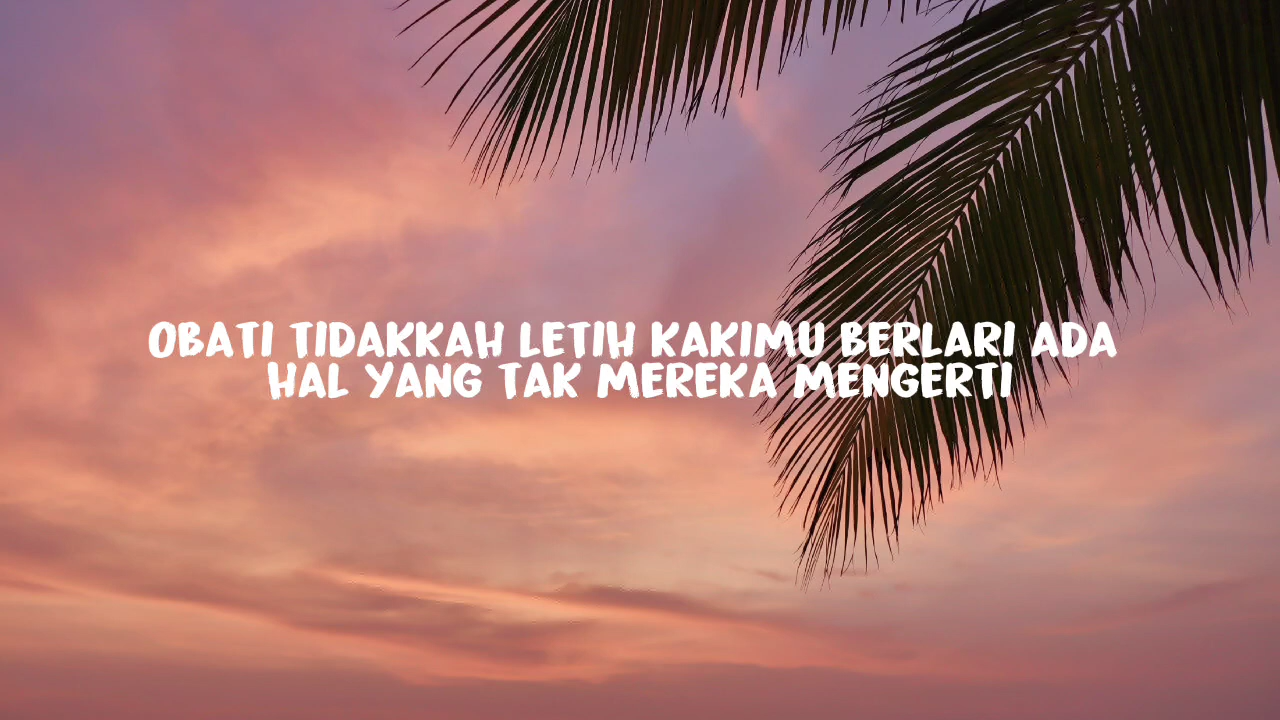 OBATI TIDAKKAH LETIH KAKIMU BERLARI ADA
HAL YANG TAK MEREKA MENGERTI